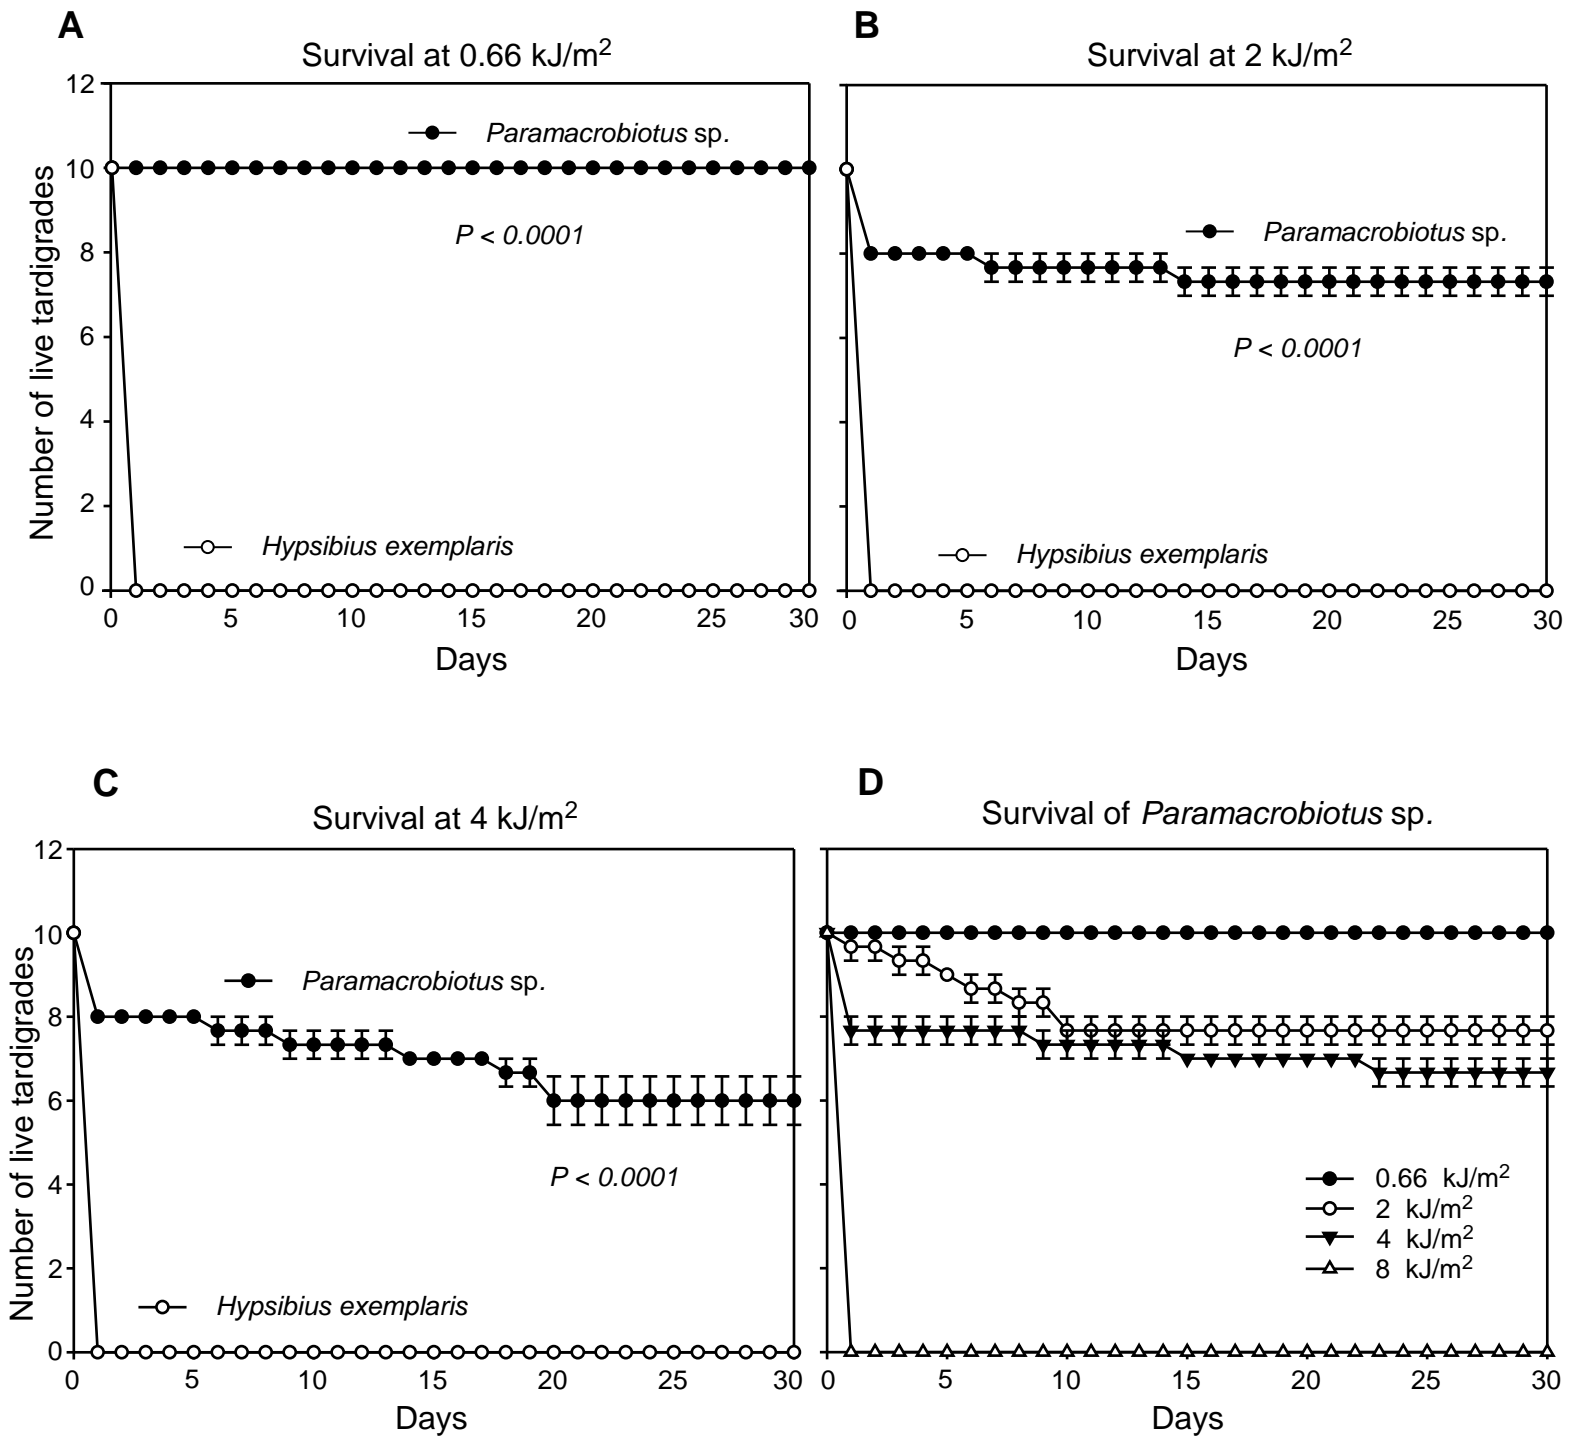 A
Survival at 0.66 kJ/m²
Number of live tardigrades
12
10
8
6
4
2
0
Paramacrobiotus sp.
P < 0.0001
Hypsibius exemplaris
0 5 10 15 20 25 30
Days
B
Survival at 2 kJ/m²
Paramacrobiotus sp.
P < 0.0001
Hypsibius exemplaris
0 5 10 15 20 25 30
Days
C
Survival at 4 kJ/m²
Number of live tardigrades
12
10
8
6
4
2
0
Paramacrobiotus sp.
P < 0.0001
Hypsibius exemplaris
0 5 10 15 20 25 30
Days
D
Survival of Paramacrobiotus sp.
0.66 kJ/m²
2 kJ/m²
4 kJ/m²
8 kJ/m²
0 5 10 15 20 25 30
Days